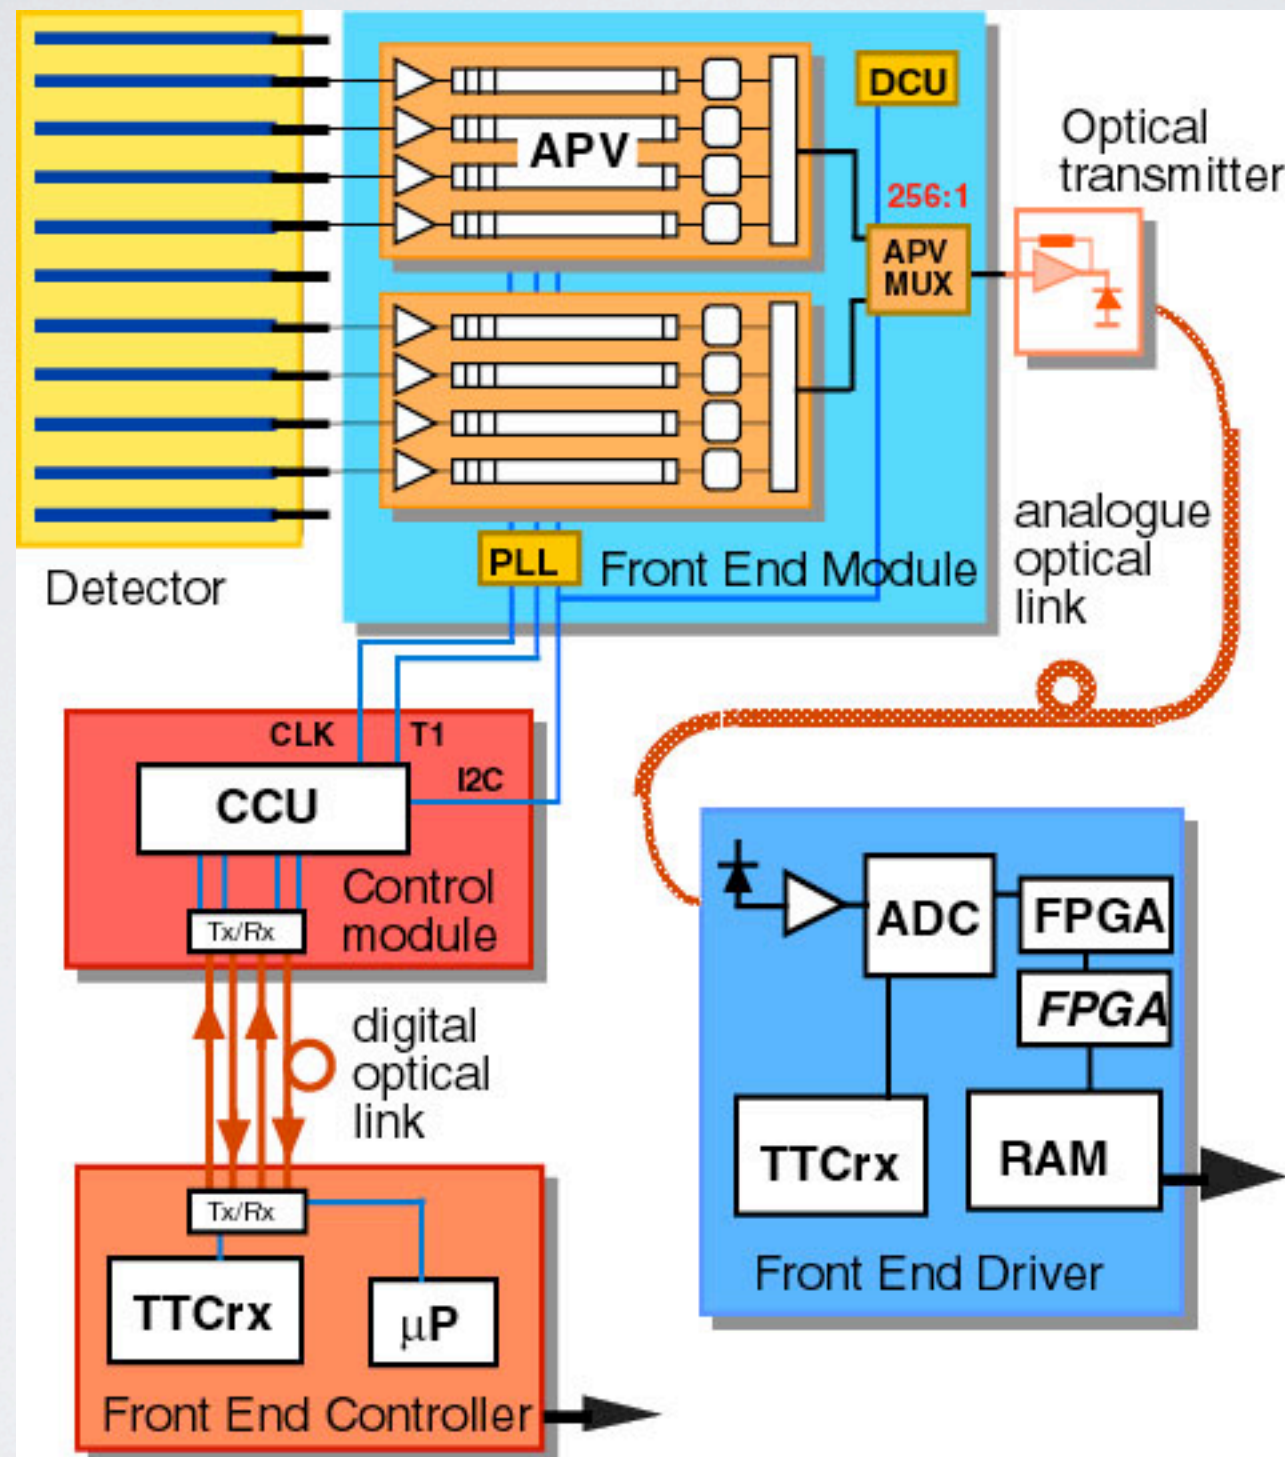 DCU
Optical
transmitter
APV
256:1
APV
MUX
analogue
optical
link
PLL
Front End Module
Detector
CLK
T1
I2C
CCU
Control
module
Tx/Rx
ADC
FPGA
FPGA
digital
optical
link
TTCrx
RAM
Tx/Rx
TTCrx
μP
Front End Driver
Front End Controller